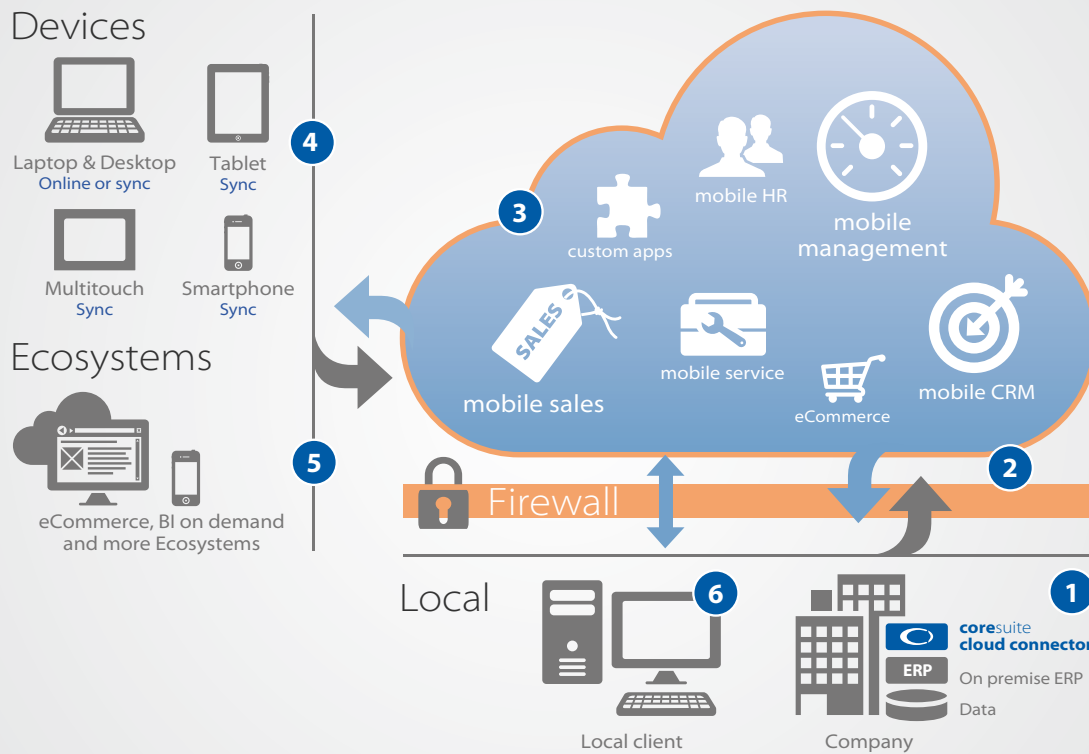 Devices
Laptop & Desktop
Online or sync
Tablet
Sync
4
Multitouch
Sync
Smartphone
Sync
Ecosystems
5
eCommerce, BI on demand
and more Ecosystems
3
mobile HR
custom apps
mobile
management
SALES
mobile sales
mobile service
eCommerce
mobile CRM
2
Firewall
Local
6
Local client
1
coresuite
cloud connector
ERP
On premise ERP
Data
Company